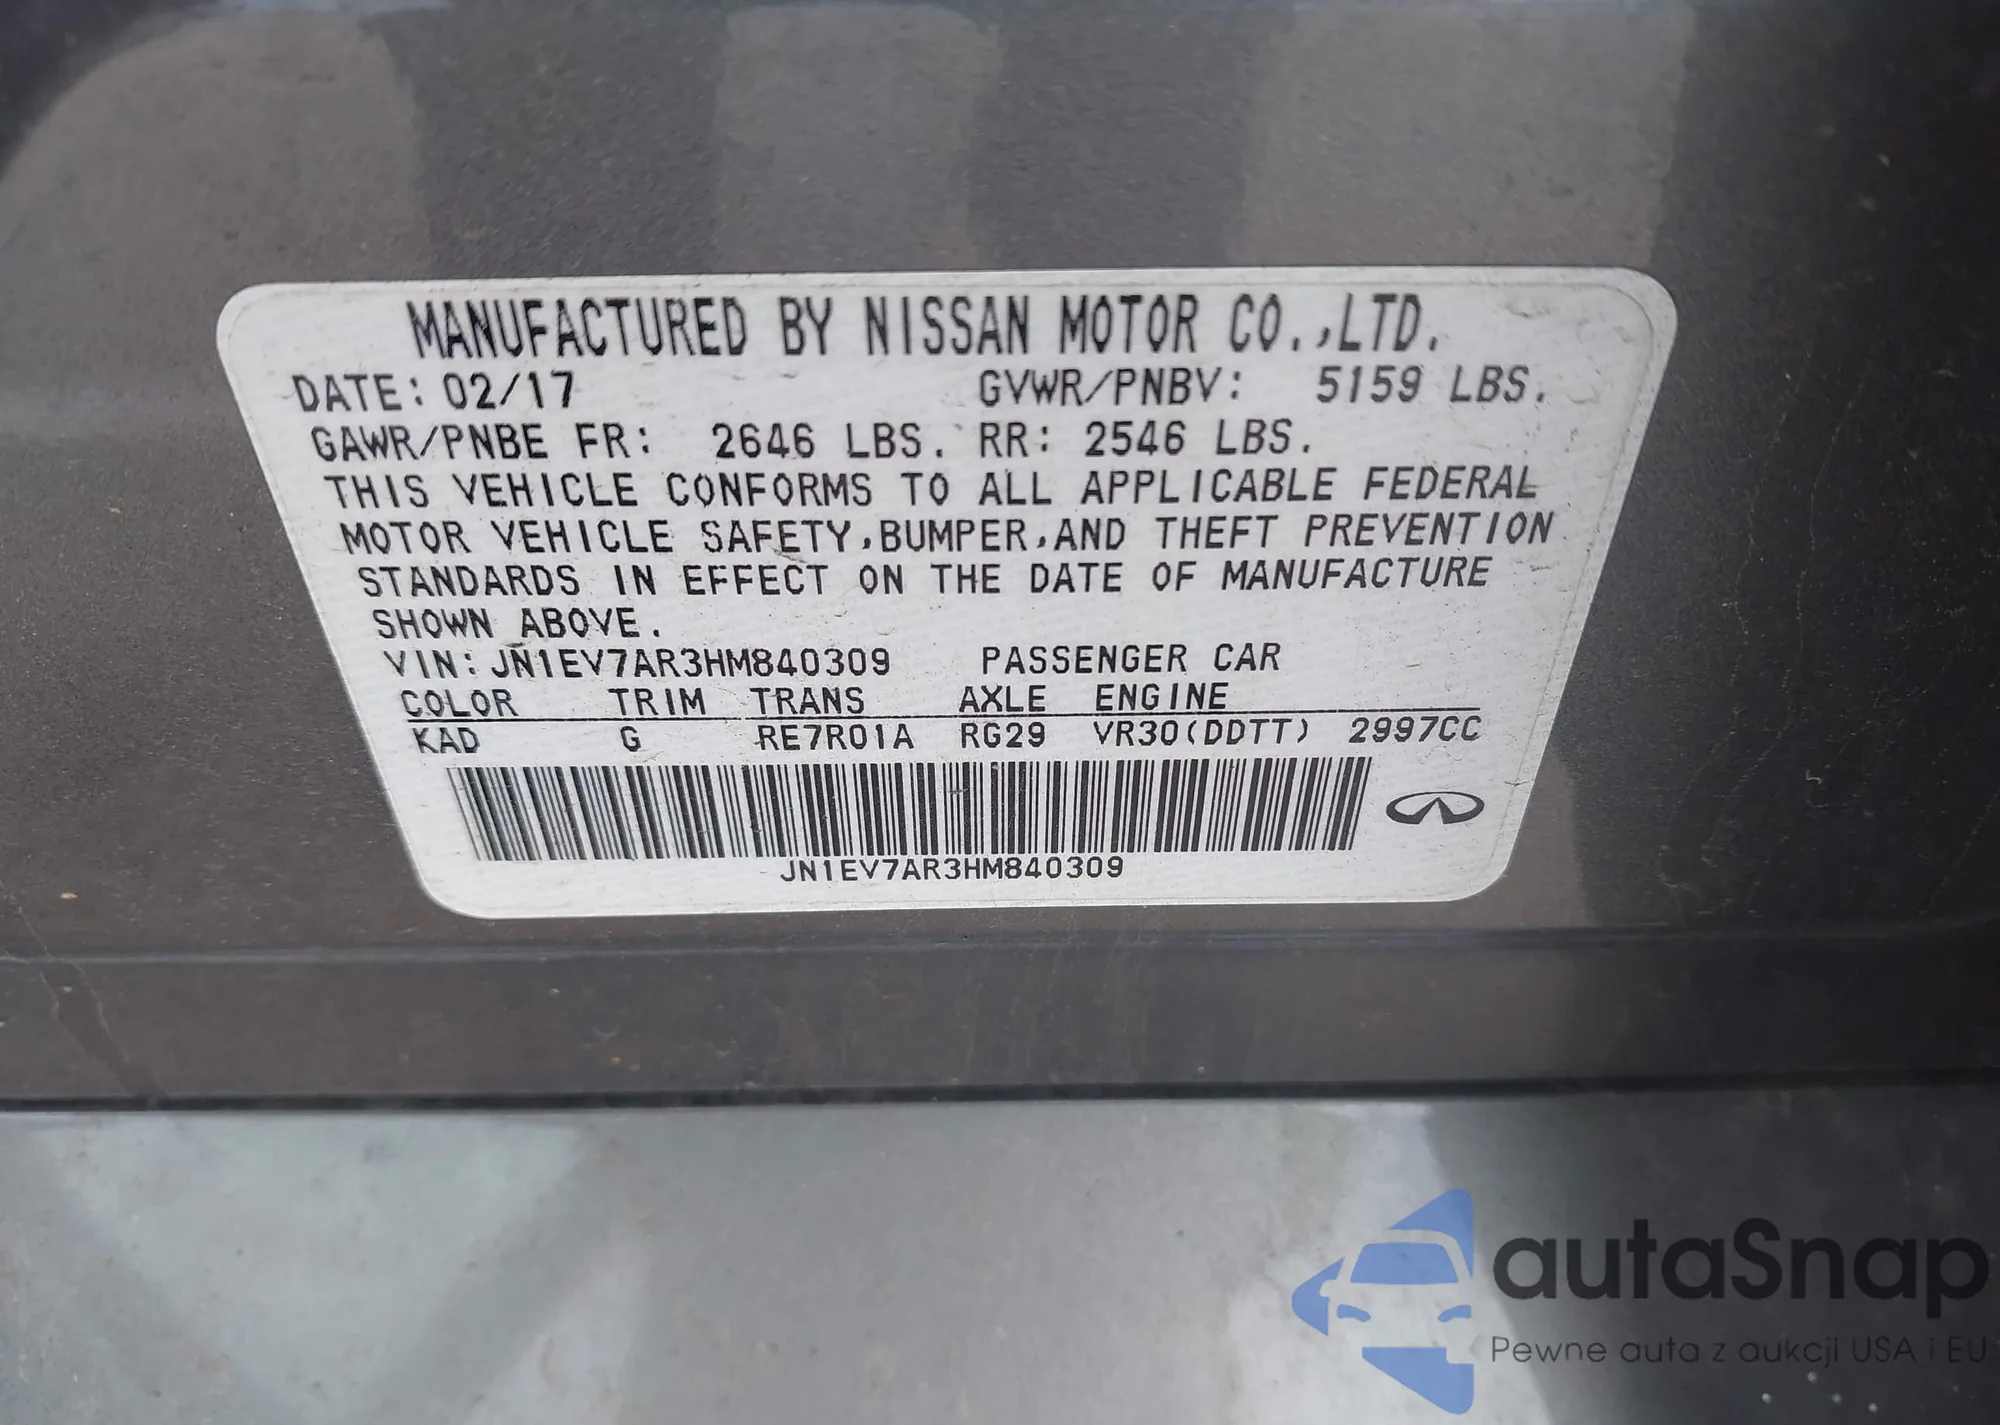 MANUFACTURED BY NISSAN MOTOR CO.,LTD.
DATE: 02/17 GVWR/PNBV: 5159 LBS.
GAWR/PNBE FR: 2646 LBS. RR: 2546 LBS.
THIS VEHICLE CONFORMS TO ALL APPLICABLE FEDERAL
MOTOR VEHICLE SAFETY,BUMPER,AND THEFT PREVENTION
STANDARDS IN EFFECT ON THE DATE OF MANUFACTURE
SHOWN ABOVE.
VIN:JN1EV7AR3HM840309 PASSENGER CAR
COLOR TRIM TRANS AXLE ENGINE
KAD G RE7R01A RG29 VR30(DDTT) 2997CC
JN1EV7AR3HM840309
autaSnap
Pewne auta z aukcji USA i EU